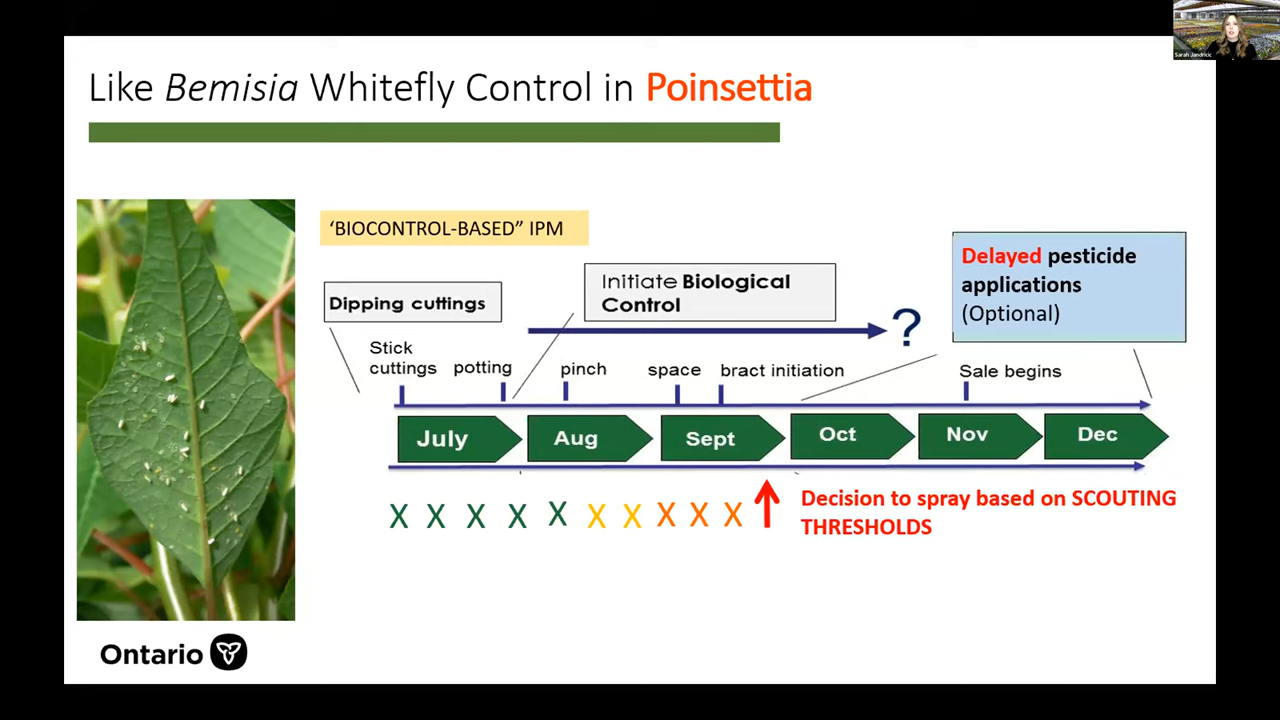 Sarah Jandricic
Like Bemisia Whitefly Control in Poinsettia
‘BIOCONTROL-BASED” IPM
Dipping cuttings
Initiate Biological
Control
?
Delayed pesticide
applications
(Optional)
Stick
cuttings
potting
pinch
space
bract initiation
Sale begins
July
Aug
Sept
Oct
Nov
Dec
X X X X X X X X X X
Decision to spray based on SCOUTING
THRESHOLDS
Ontario